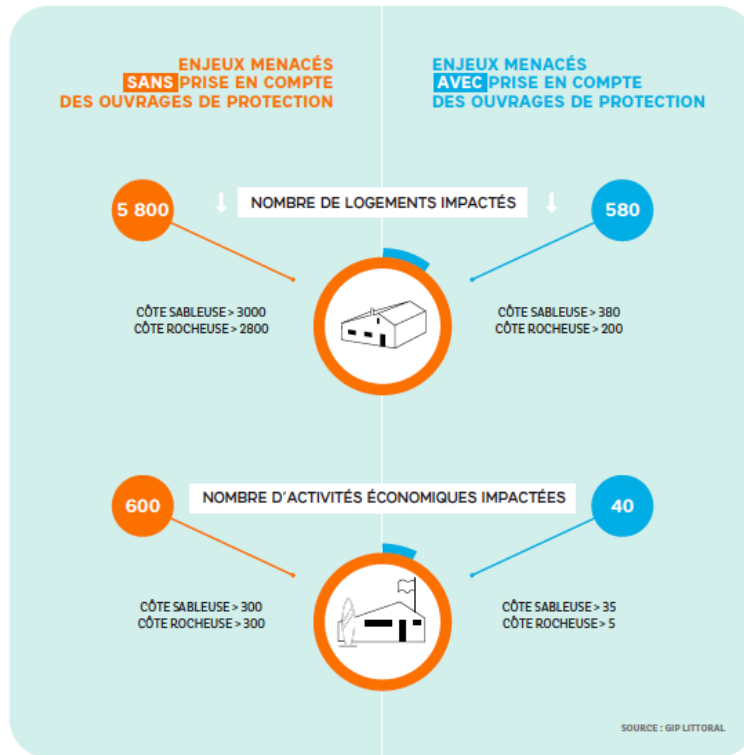 ENJEUX MENACÉS
SANS PRISE EN COMPTE
DES OUVRAGES DE PROTECTION
ENJEUX MENACÉS
AVEC PRISE EN COMPTE
DES OUVRAGES DE PROTECTION
NOMBRE DE LOGEMENTS IMPACTÉS
5 800
580
CÔTE SABLEUSE > 3000
CÔTE ROCHEUSE > 2800
CÔTE SABLEUSE > 380
CÔTE ROCHEUSE > 200
NOMBRE D'ACTIVITÉS ÉCONOMIQUES IMPACTÉES
600
40
CÔTE SABLEUSE > 300
CÔTE ROCHEUSE > 300
CÔTE SABLEUSE > 35
CÔTE ROCHEUSE > 5
SOURCE : GIP LITTORAL